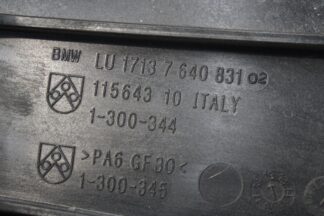 BMW LU 1713 7 640 831 02
115643 10 ITALY
1-300-344
>PA6 GF30<
1-300-345